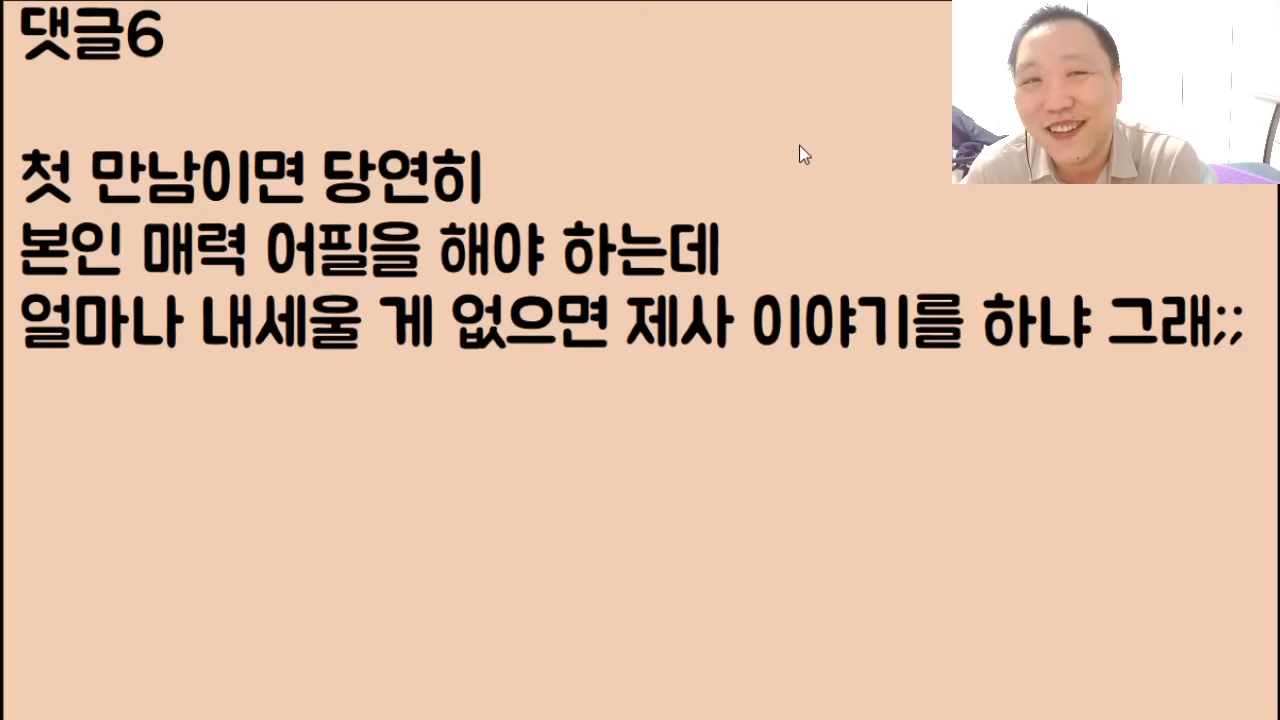 댓글6
첫 만남이면 당연히
본인 매력 어필을 해야 하는데
얼마나 내세울 게 없으면 제사 이야기를 하냐 그래;;